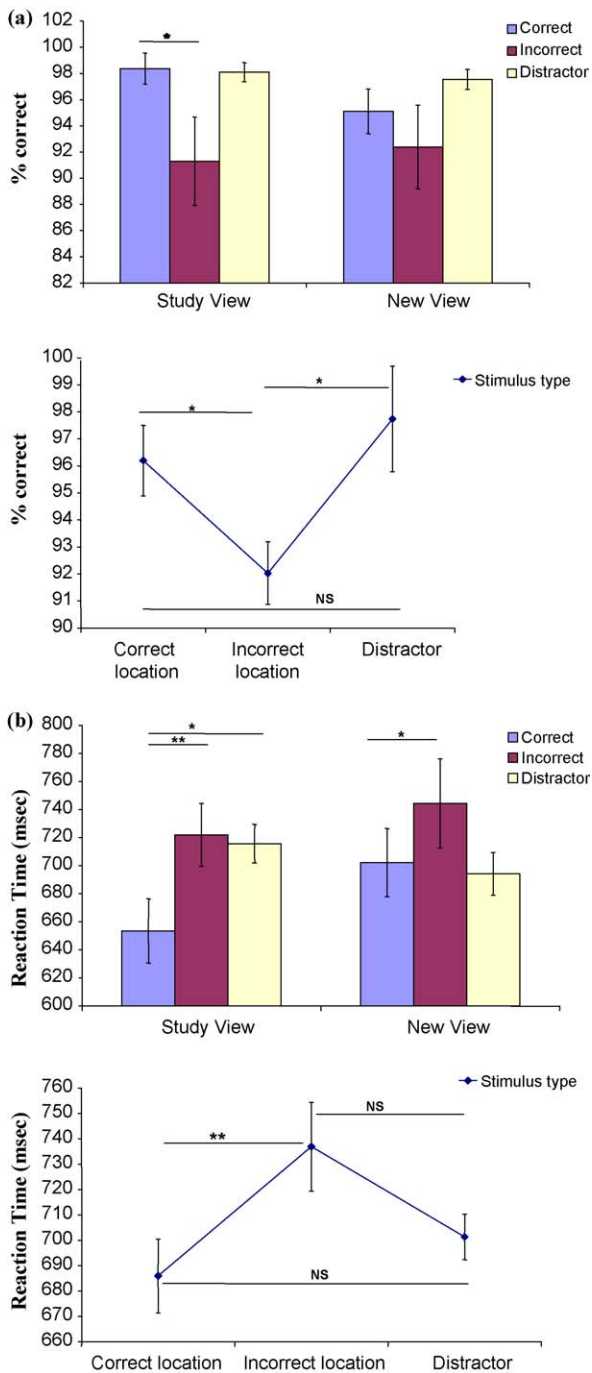 (a)
% correct
100
98
96
94
92
90
88
86
84
82
*
Correct
Incorrect
Distractor
Study View
New View
% correct
100
99
98
97
96
95
94
93
92
91
90
*
*
NS
Stimulus type
Correct location
Incorrect location
Distractor
(b)
Reaction Time (msec)
800
780
760
740
720
700
680
660
640
620
600
*
**
*
Correct
Incorrect
Distractor
Study View
New View
Reaction Time (msec)
760
750
740
730
720
710
700
690
680
670
660
**
NS
NS
Stimulus type
Correct location
Incorrect location
Distractor